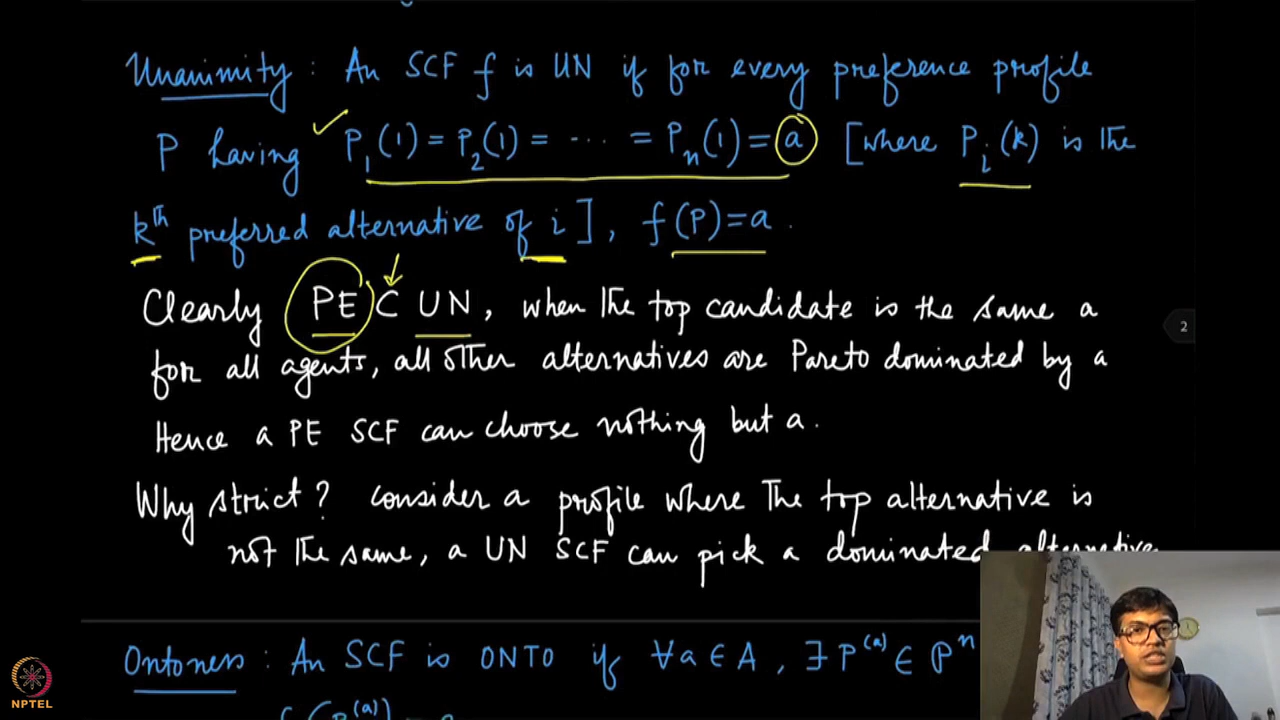 Unanimity : An SCF f is UN if for every preference profile
P having P₁(1) = P₂(1) = ... = Pₙ(1) = a [where Pᵢ(k) is the
kᵗʰ preferred alternative of i], f(P)=a.
Clearly PE ⊂ UN, when the top candidate is the same a
for all agents, all other alternatives are Pareto dominated by a
Hence a PE SCF can choose nothing but a.
Why strict? consider a profile where the top alternative is
not the same, a UN SCF can pick a dominated alternative
2
Ontoness : An SCF is ONTO if ∀a ∈ A, ∃ P⁽ᵃ⁾ ∈ 𝒫ⁿ
NPTEL